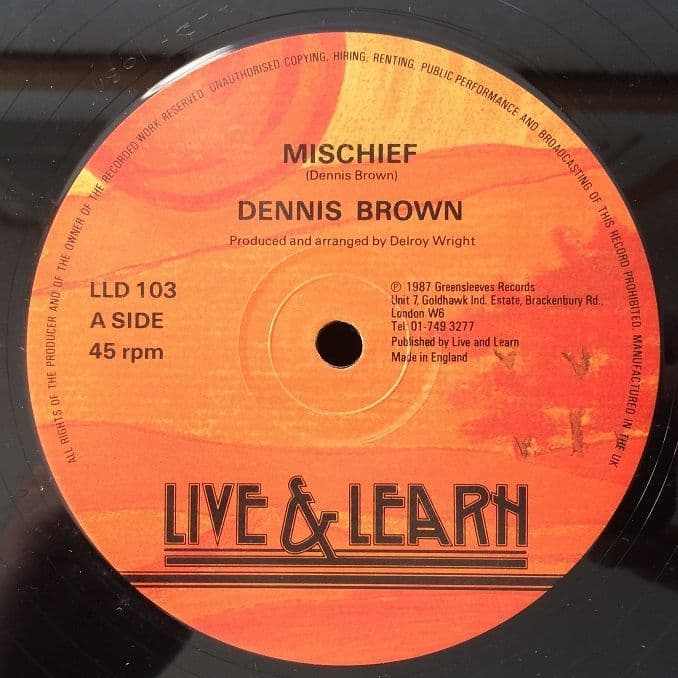 ALL RIGHTS OF THE PRODUCER AND OF THE OWNER OF THE RECORDED WORK RESERVED. UNAUTHORISED COPYING, HIRING, RENTING, PUBLIC PERFORMANCE AND BROADCASTING OF THIS RECORD PROHIBITED. MANUFACTURED IN THE UK
MISCHIEF
(Dennis Brown)
DENNIS BROWN
Produced and arranged by Delroy Wright
LLD 103
A SIDE
45 rpm
℗ 1987 Greensleeves Records
Unit 7, Goldhawk Ind. Estate, Brackenbury Rd.,
London W6
Tel: 01-749 3277
Published by Live and Learn
Made in England
LIVE & LEARN